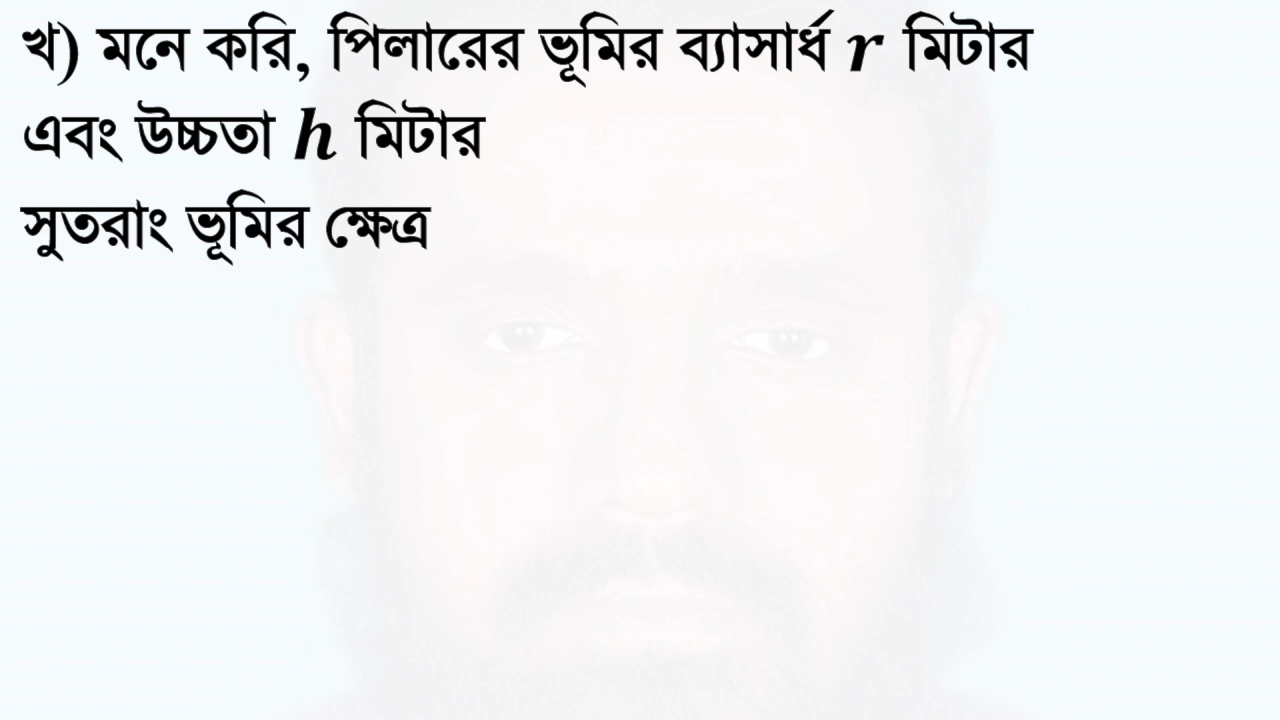 খ) মনে করি, পিলারের ভূমির ব্যাসার্ধ r মিটার
এবং উচ্চতা h মিটার
সুতরাং ভূমির ক্ষেত্র